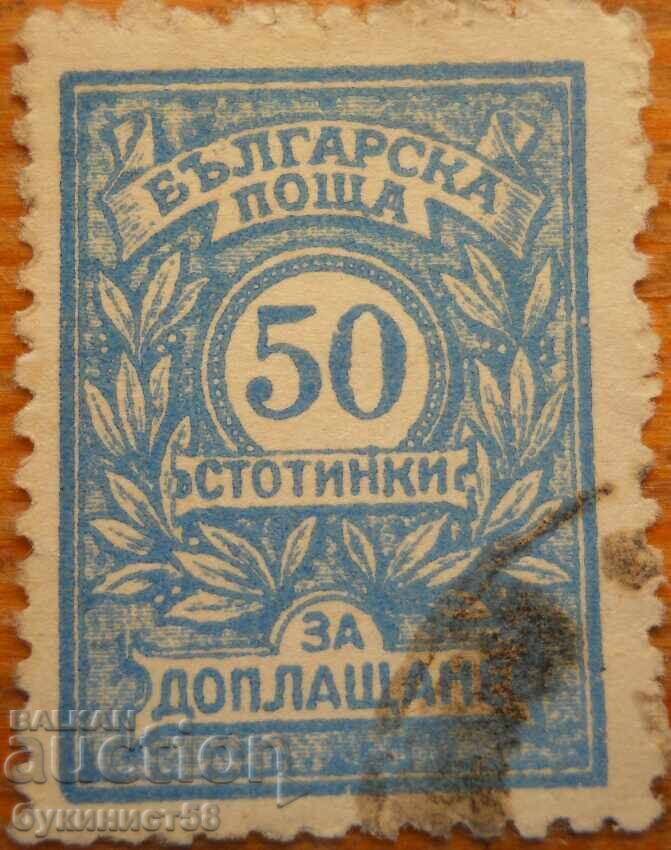 БЪЛГАРСКА
ПОЩА
50
СТОТИНКИ
ЗА
ДОПЛАЩАНЕ
BALKAN
auction
букинист58